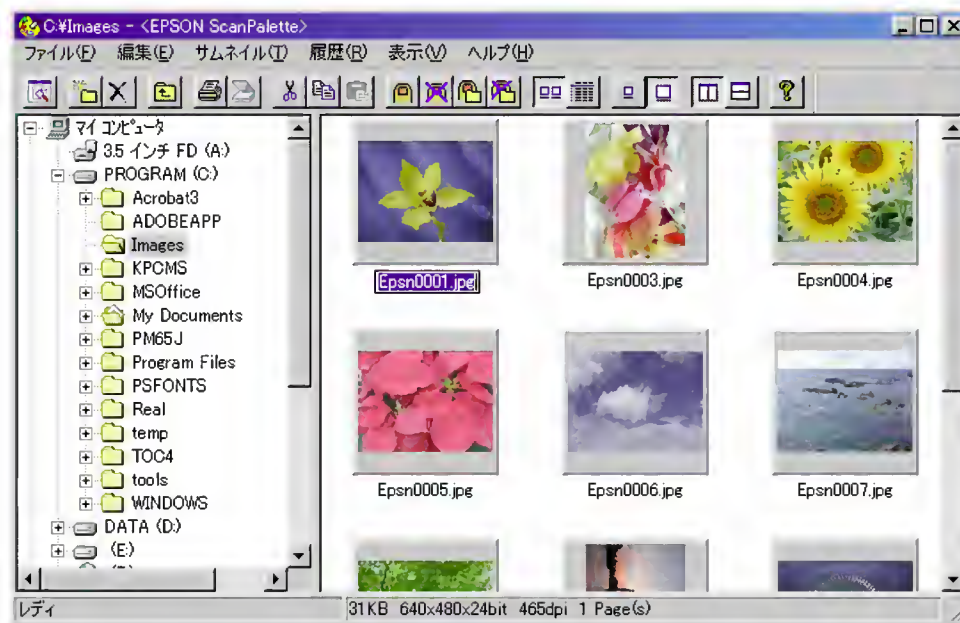 C:¥Images - <EPSON ScanPalette>
ファイル(F) 編集(E) サムネイル(T) 履歴(R) 表示(V) ヘルプ(H)
マイ コンピュータ
3.5 インチ FD (A:)
PROGRAM (C:)
Acrobat3
ADOBEAPP
Images
KPCMS
MSOffice
My Documents
PM65J
Program Files
PSFONTS
Real
temp
TOC4
tools
WINDOWS
DATA (D:)
(E:)
Epsn0001.jpg
Epsn0003.jpg
Epsn0004.jpg
Epsn0005.jpg
Epsn0006.jpg
Epsn0007.jpg
レディ
31KB 640x480x24bit 465dpi 1 Page(s)